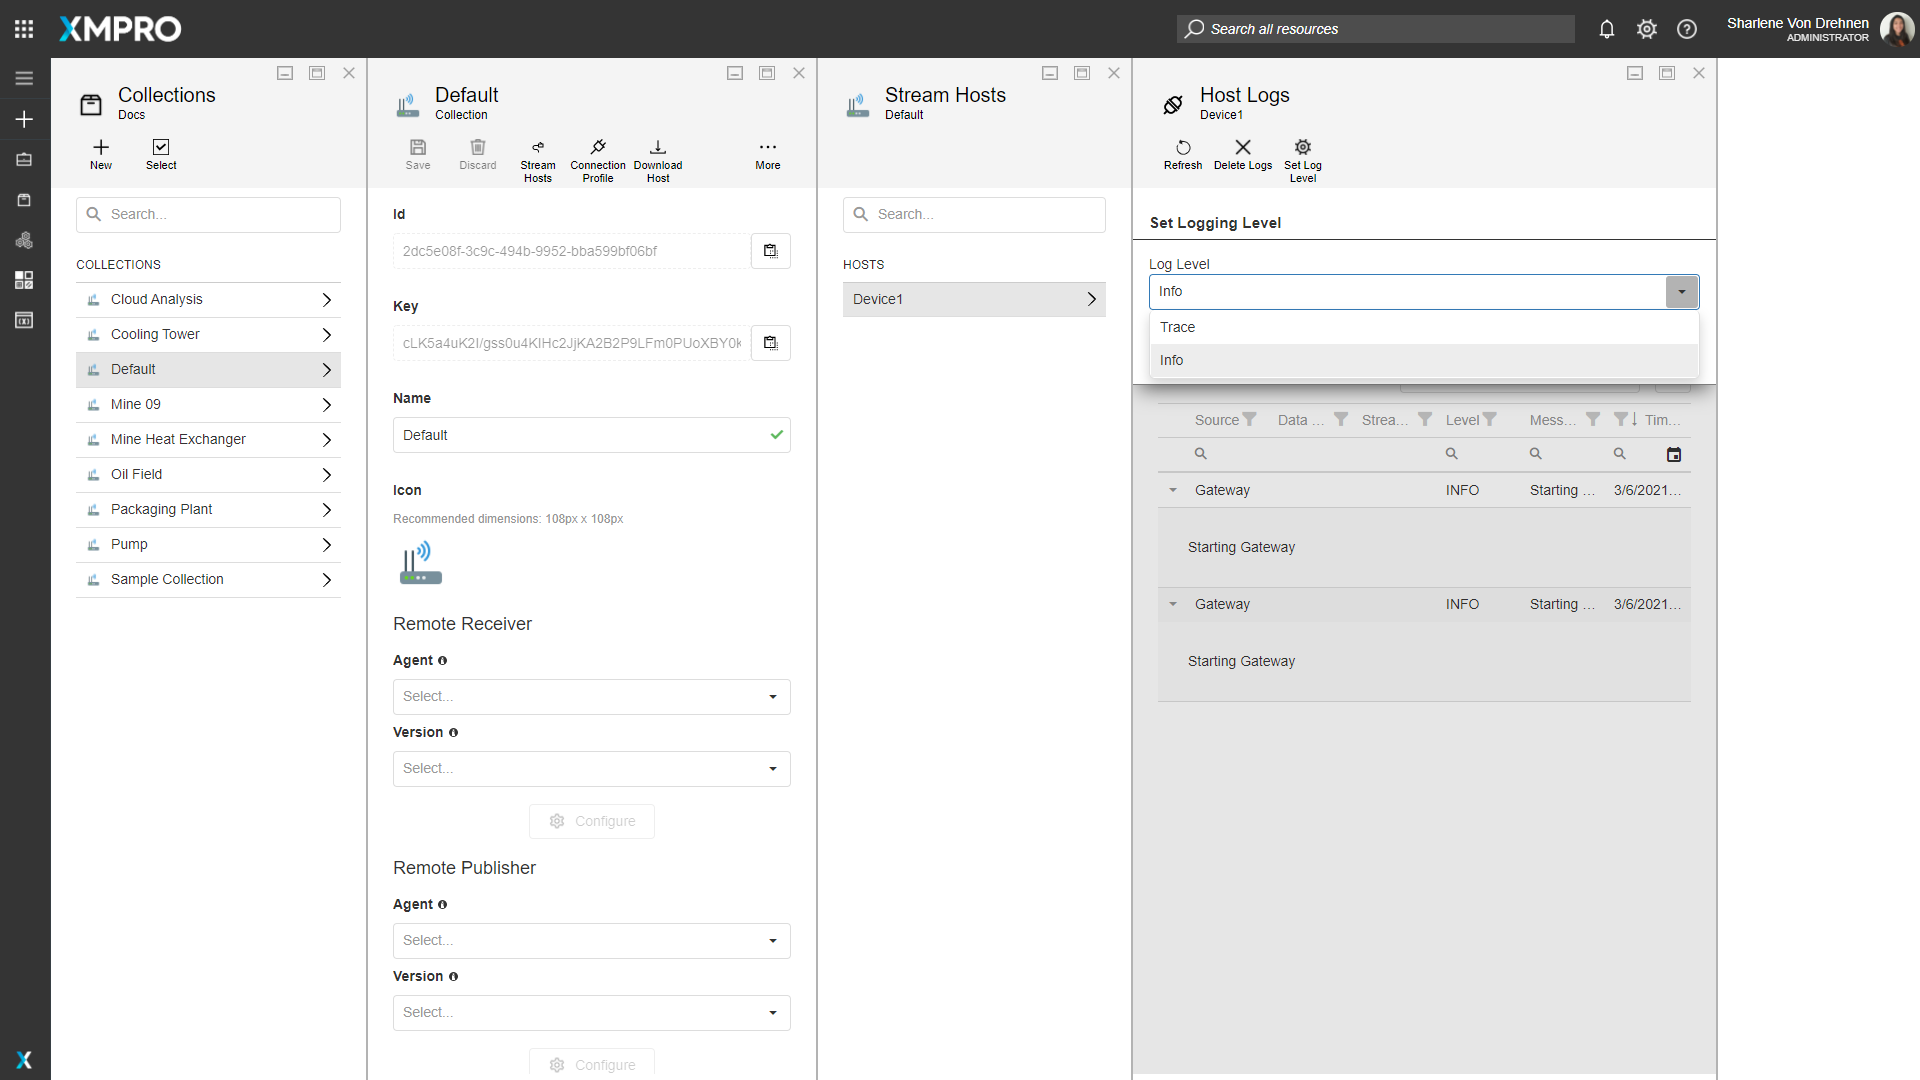 XMPRO
Search all resources
Sharlene Von Drehnen
ADMINISTRATOR
Collections
Docs
New
Select
Search...
COLLECTIONS
Cloud Analysis
Cooling Tower
Default
Mine 09
Mine Heat Exchanger
Oil Field
Packaging Plant
Pump
Sample Collection
Default
Collection
Save
Discard
Stream Hosts
Connection Profile
Download Host
More
Id
2dc5e08f-3c9c-494b-9952-bba599bf06bf
Key
Name
Default
Icon
Recommended dimensions: 108px x 108px
Remote Receiver
Agent
Select...
Version
Select...
Configure
Remote Publisher
Agent
Select...
Version
Select...
Configure
Stream Hosts
Default
Search...
HOSTS
Device1
Host Logs
Device1
Refresh
Delete Logs
Set Log Level
Set Logging Level
Log Level
Info
Trace
Info
Source Data ... Strea... Level Mess... Tim...
Gateway INFO Starting ... 3/6/2021...
Starting Gateway
Gateway INFO Starting ... 3/6/2021...
Starting Gateway
X